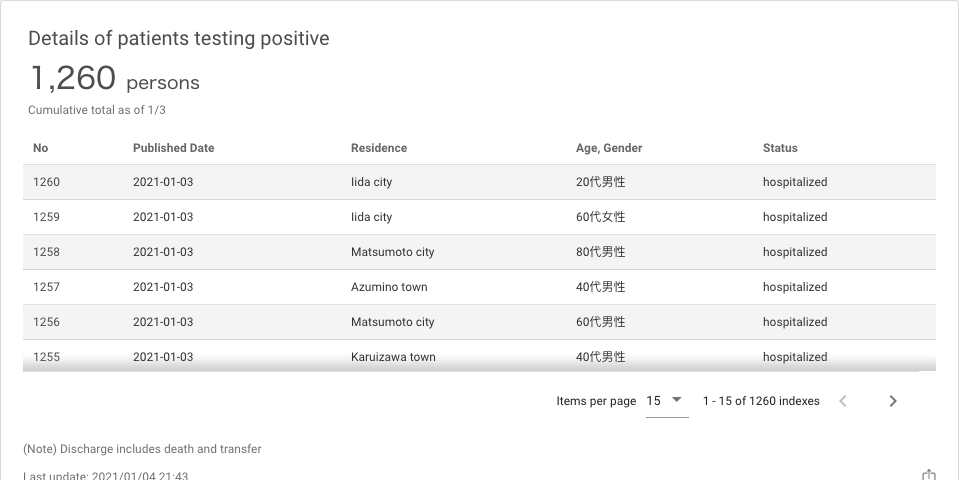 Details of patients testing positive
1,260 persons
Cumulative total as of 1/3
No Published Date Residence Age, Gender Status
1260 2021-01-03 Iida city 20代男性 hospitalized
1259 2021-01-03 Iida city 60代女性 hospitalized
1258 2021-01-03 Matsumoto city 80代男性 hospitalized
1257 2021-01-03 Azumino town 40代男性 hospitalized
1256 2021-01-03 Matsumoto city 60代男性 hospitalized
1255 2021-01-03 Karuizawa town 40代男性 hospitalized
Items per page 15 1 - 15 of 1260 indexes
(Note) Discharge includes death and transfer
Last update: 2021/01/04 21:43